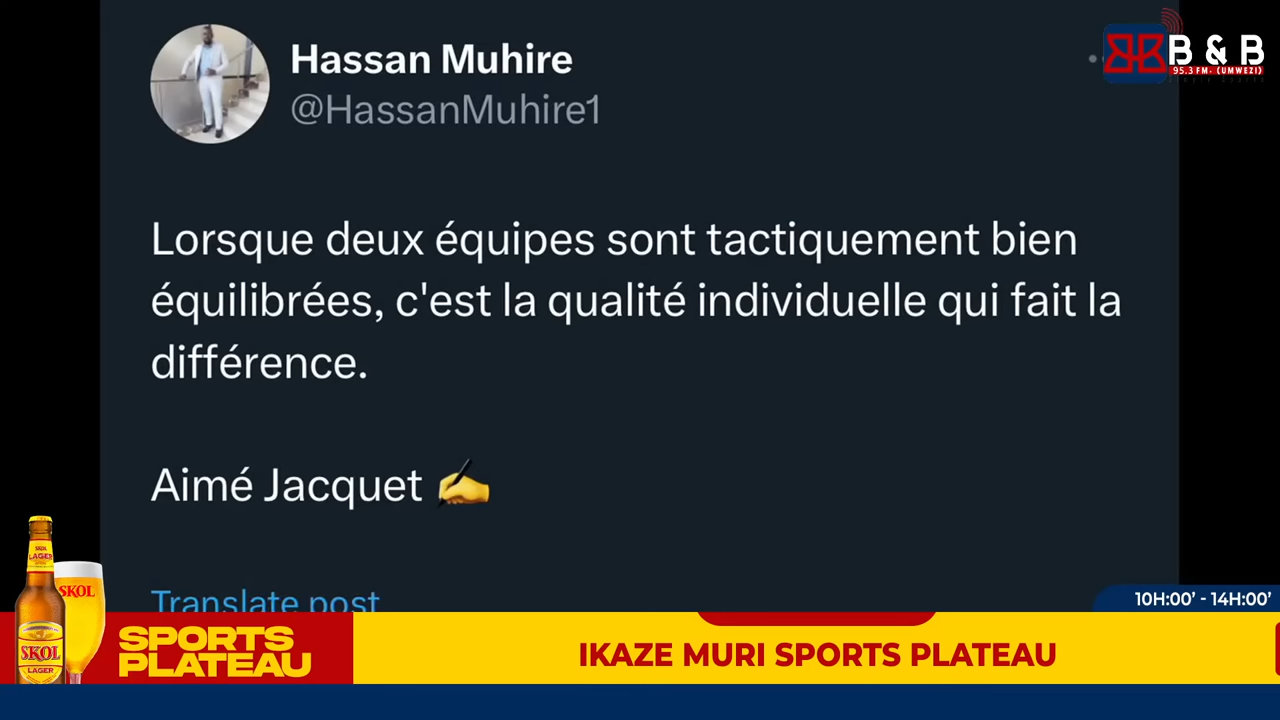 Hassan Muhire
@HassanMuhire1
B & B
95.3 FM. (UMWEZI)
Lorsque deux équipes sont tactiquement bien
équilibrées, c'est la qualité individuelle qui fait la
différence.
Aimé Jacquet ✍️
Translate post
10H:00’ - 14H:00’
SKOL
LAGER
SKOL
SKOL
LAGER
SPORTS
PLATEAU
IKAZE MURI SPORTS PLATEAU